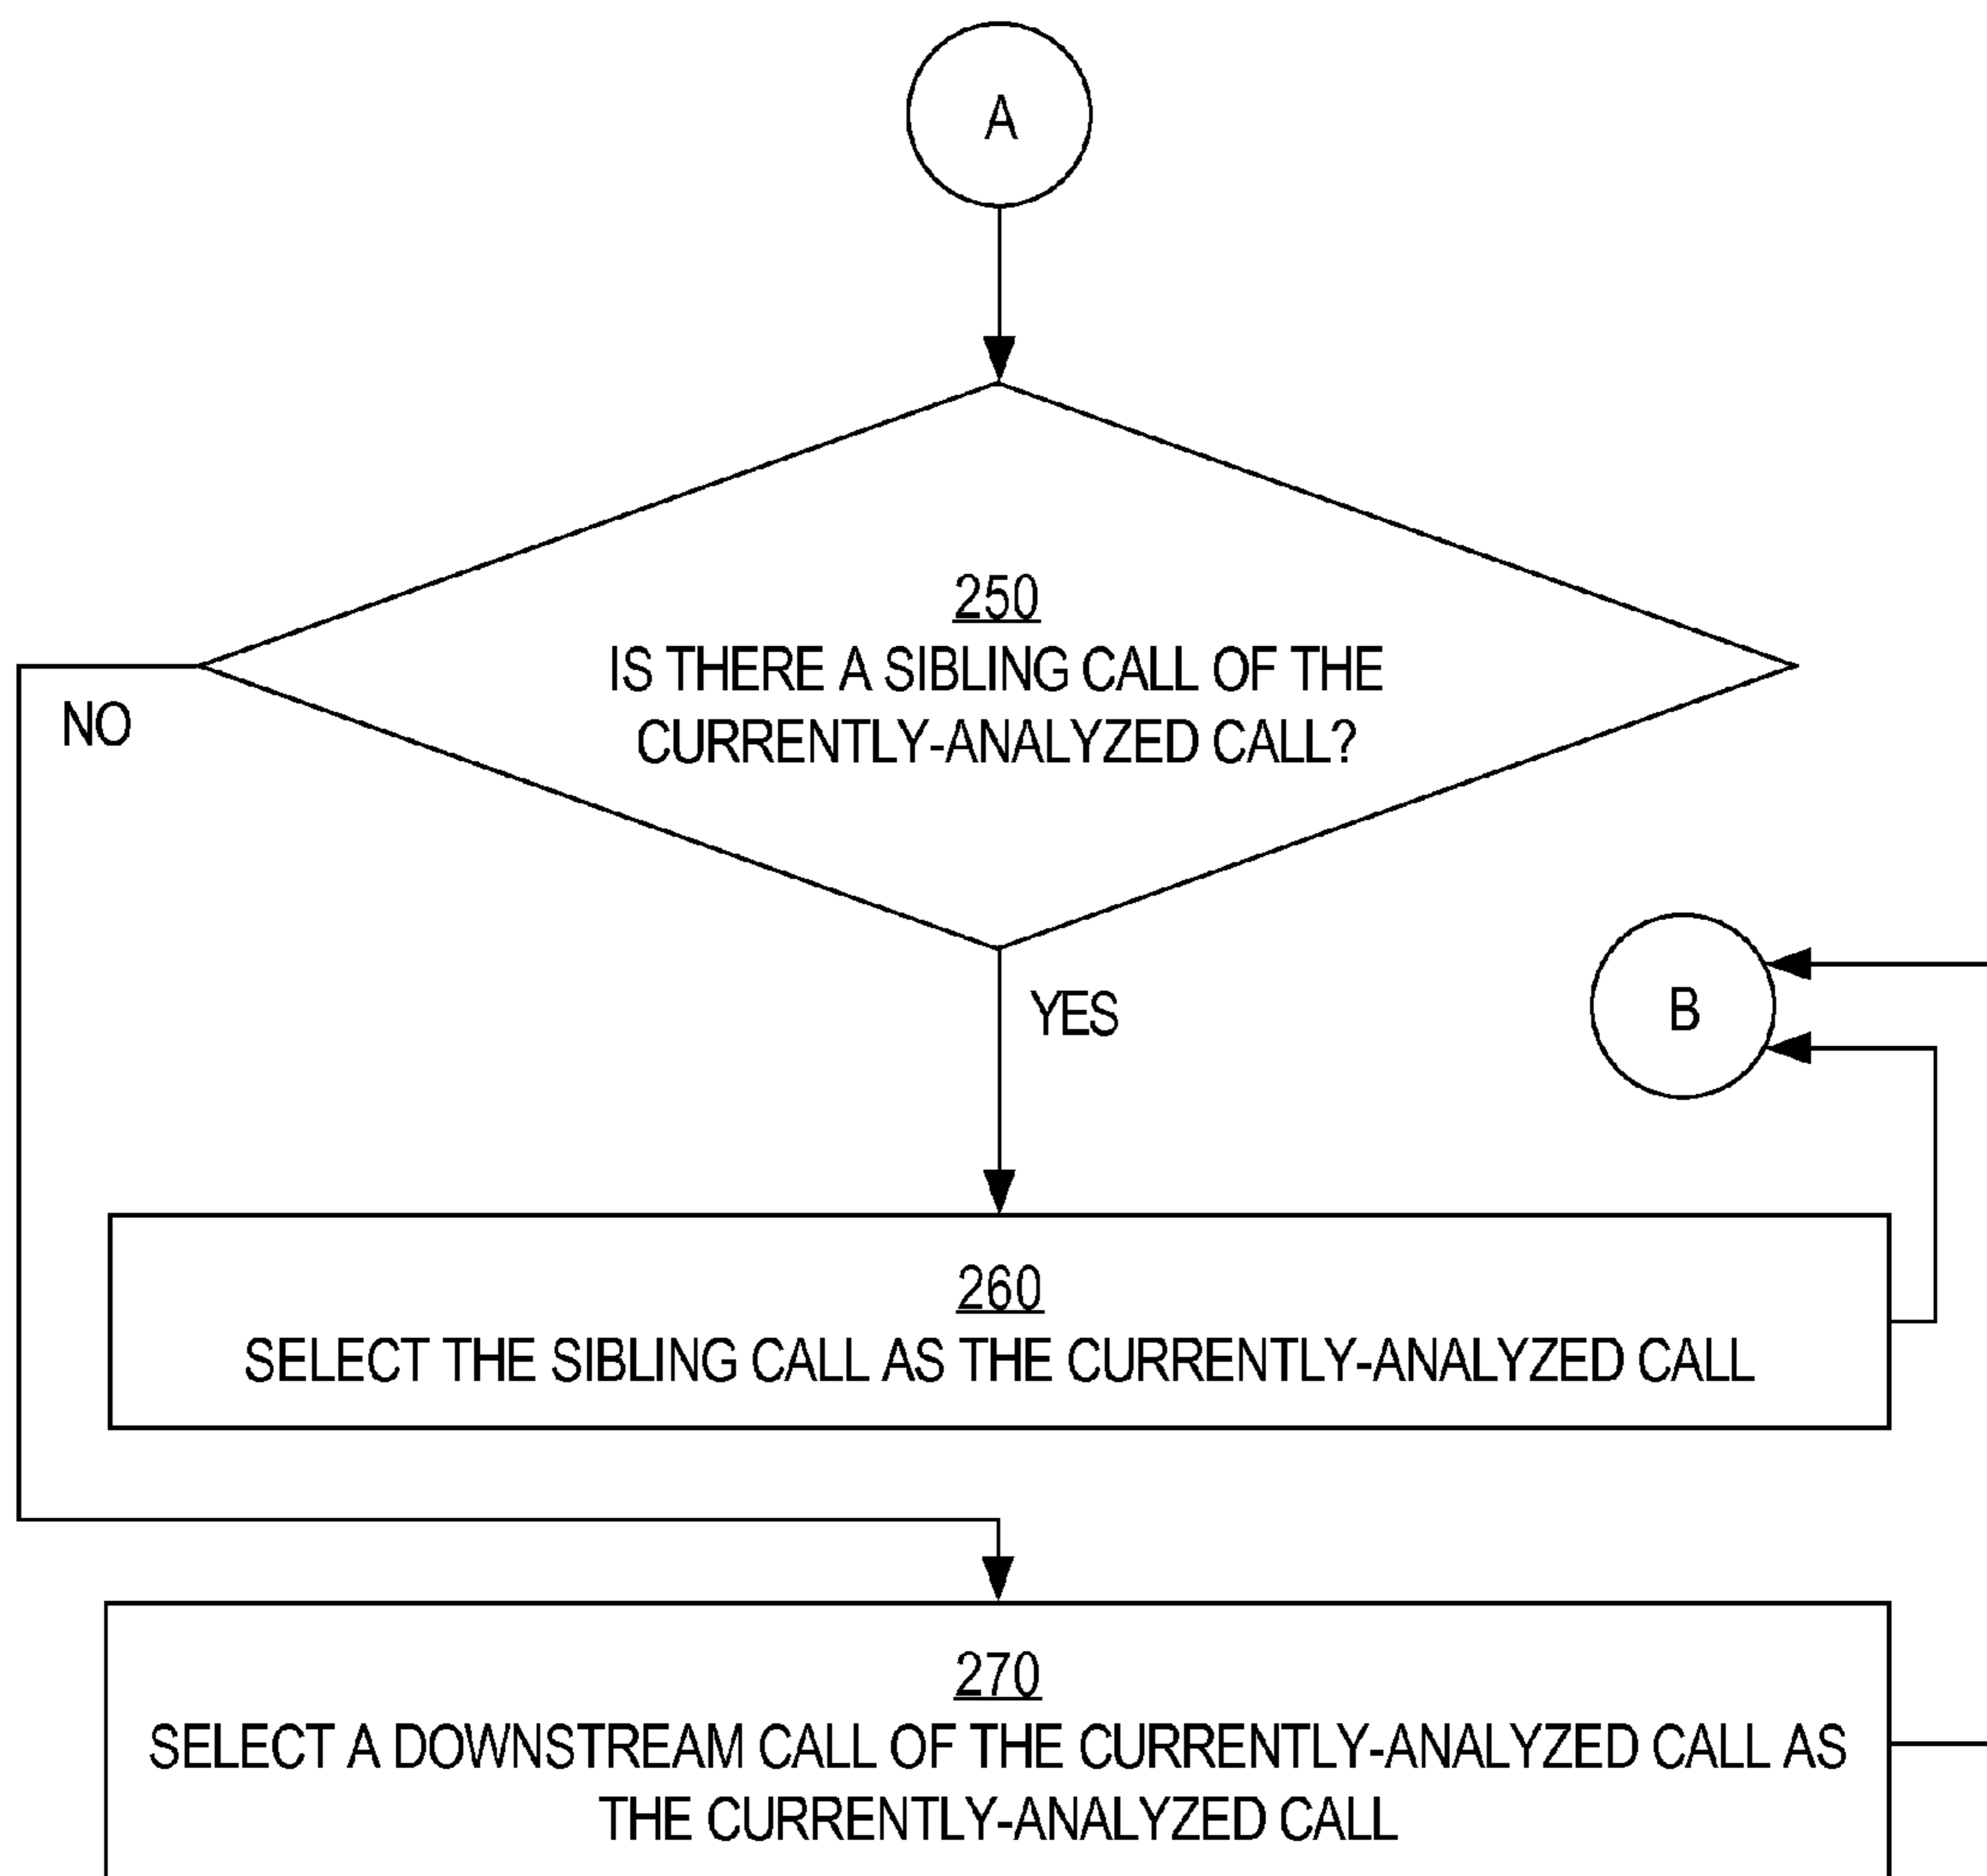 A
250
IS THERE A SIBLING CALL OF THE
CURRENTLY-ANALYZED CALL?
NO
YES
B
260
SELECT THE SIBLING CALL AS THE CURRENTLY-ANALYZED CALL
270
SELECT A DOWNSTREAM CALL OF THE CURRENTLY-ANALYZED CALL AS
THE CURRENTLY-ANALYZED CALL